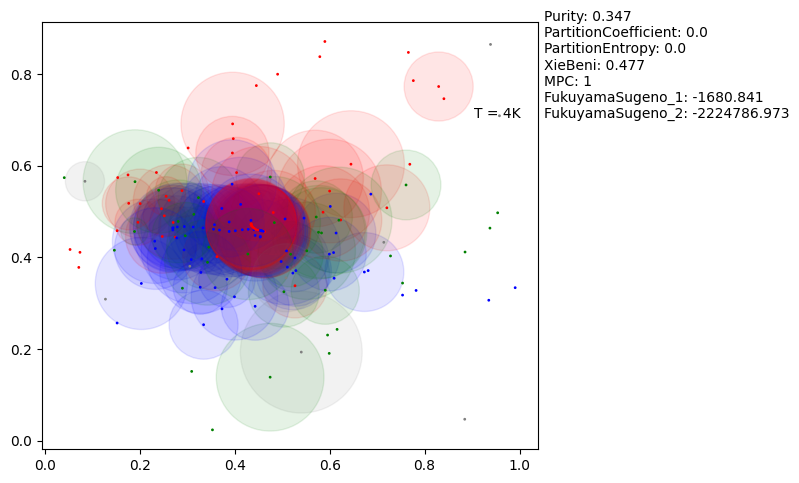 Purity: 0.347
PartitionCoefficient: 0.0
PartitionEntropy: 0.0
XieBeni: 0.477
MPC: 1
FukuyamaSugeno_1: -1680.841
FukuyamaSugeno_2: -2224786.973
T = 4K
0.8
0.6
0.4
0.2
0.0
0.0 0.2 0.4 0.6 0.8 1.0